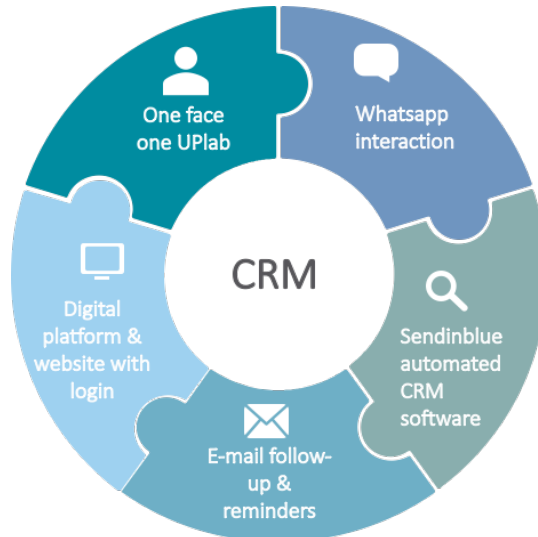 One face
one UPlab
Whatsapp
interaction
CRM
Digital
platform &
website with
login
Sendinblue
automated
CRM
software
E-mail follow-
up &
reminders